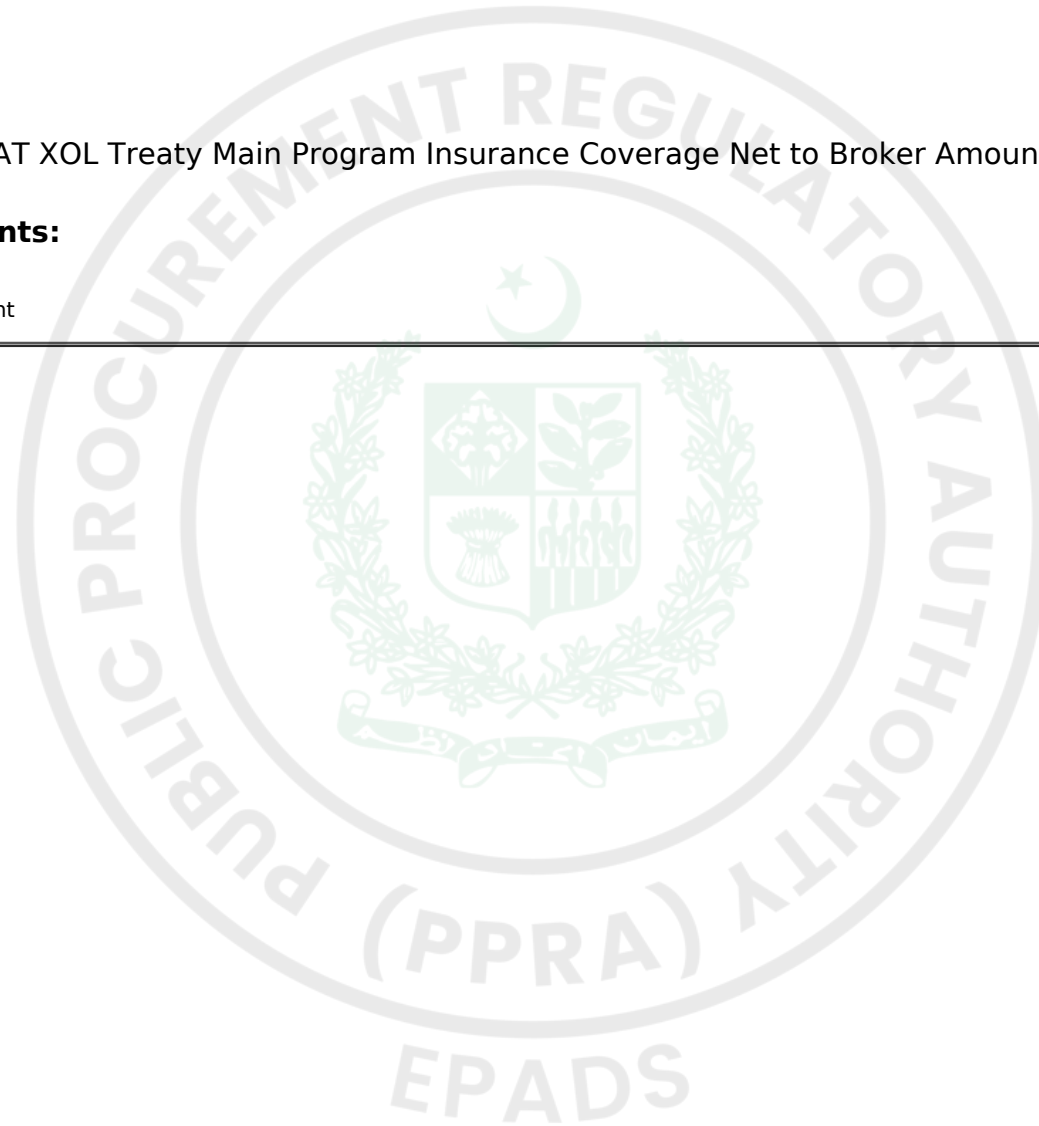 AT XOL Treaty Main Program Insurance Coverage Net to Broker Amoun
nts:
nt
PUBLIC PROCUREMENT REGULATORY AUTHORITY
(PPRA)
EPADS